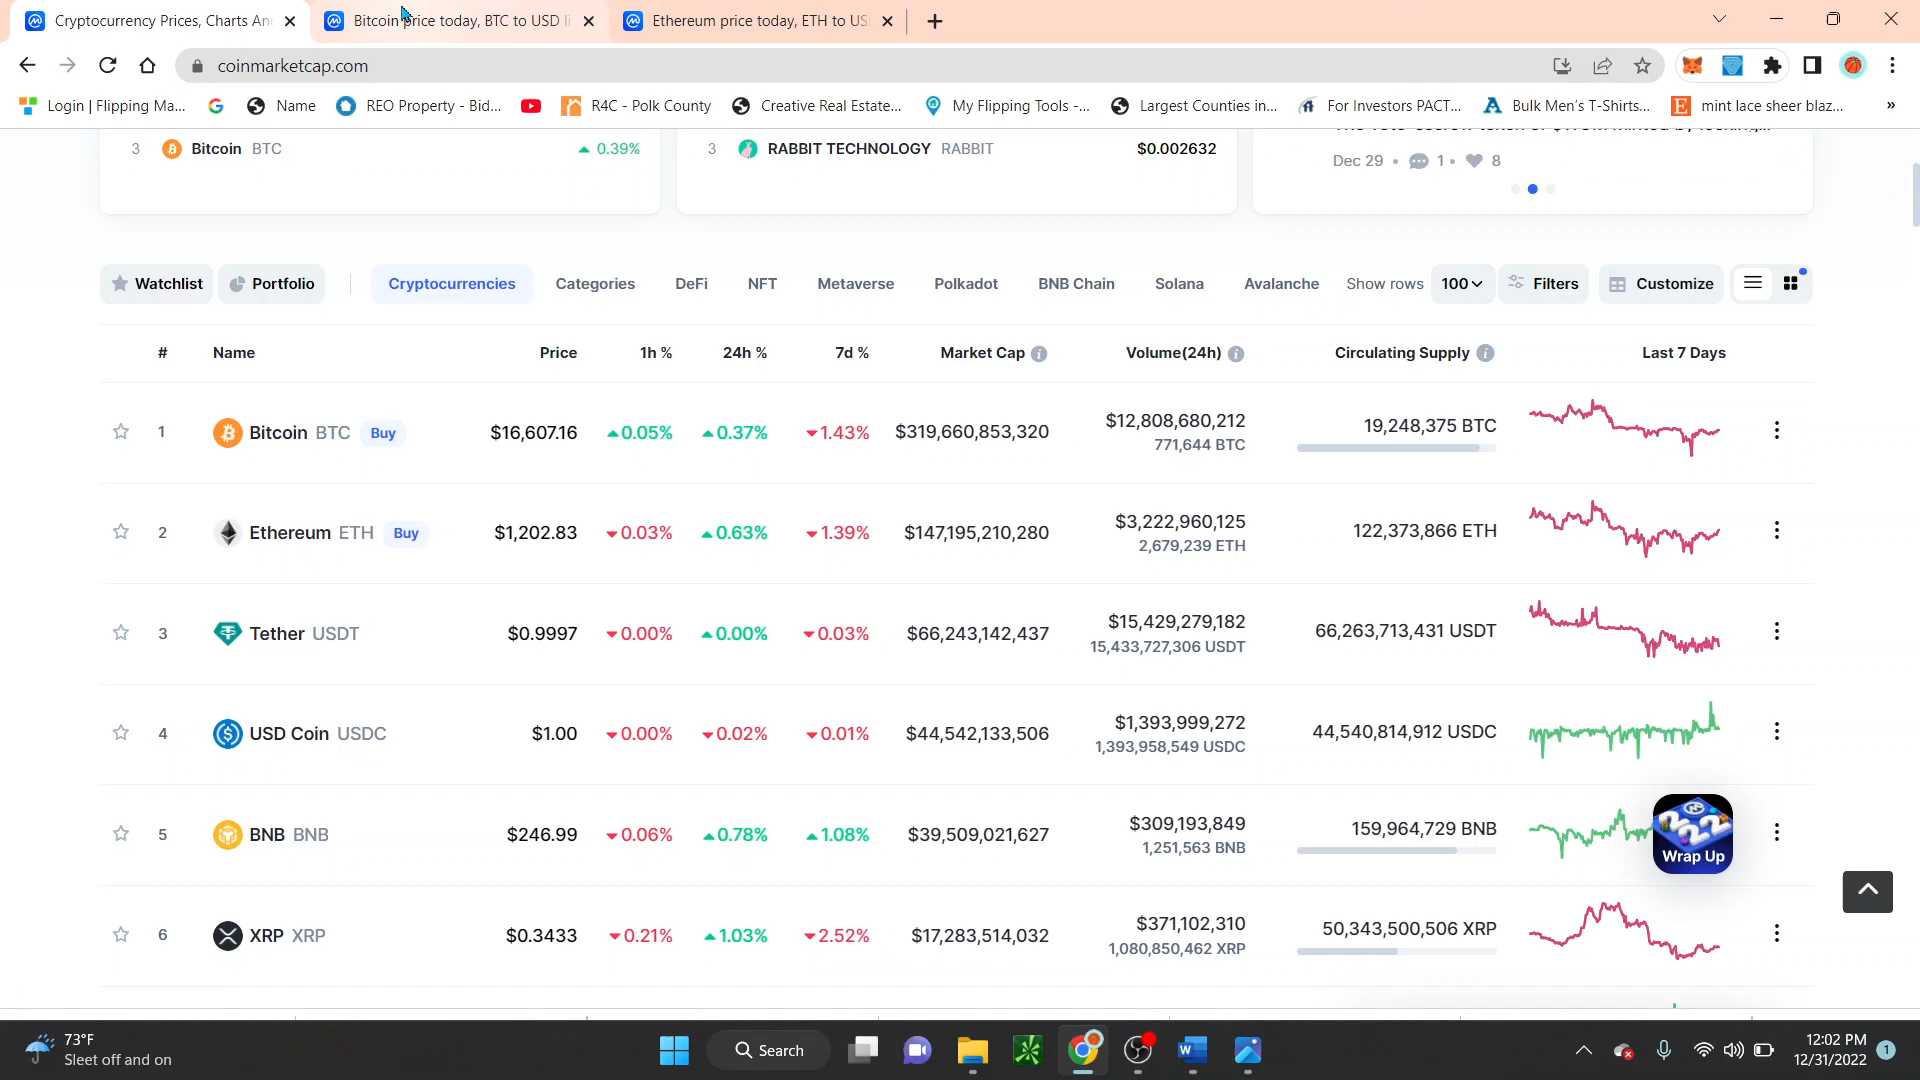 Cryptocurrency Prices, Charts An
Bitcoin price today, BTC to USD li
Ethereum price today, ETH to US
coinmarketcap.com
Login | Flipping Ma...
Name
REO Property - Bid...
R4C - Polk County
Creative Real Estate...
My Flipping Tools -...
Largest Counties in...
For Investors PACT...
Bulk Men's T-Shirts...
mint lace sheer blaz...
»
3 Bitcoin BTC 0.39%
3 RABBIT TECHNOLOGY RABBIT $0.002632
Dec 29 • 1 • 8
Watchlist Portfolio Cryptocurrencies Categories DeFi NFT Metaverse Polkadot BNB Chain Solana Avalanche Show rows 100 Filters Customize
# Name Price 1h % 24h % 7d % Market Cap Volume(24h) Circulating Supply Last 7 Days
1 Bitcoin BTC Buy $16,607.16 0.05% 0.37% 1.43% $319,660,853,320 $12,808,680,212 19,248,375 BTC
771,644 BTC
2 Ethereum ETH Buy $1,202.83 0.03% 0.63% 1.39% $147,195,210,280 $3,222,960,125 122,373,866 ETH
2,679,239 ETH
3 Tether USDT $0.9997 0.00% 0.00% 0.03% $66,243,142,437 $15,429,279,182 66,263,713,431 USDT
15,433,727,306 USDT
4 USD Coin USDC $1.00 0.00% 0.02% 0.01% $44,542,133,506 $1,393,999,272 44,540,814,912 USDC
1,393,958,549 USDC
5 BNB BNB $246.99 0.06% 0.78% 1.08% $39,509,021,627 $309,193,849 159,964,729 BNB
1,251,563 BNB
2022
Wrap Up
6 XRP XRP $0.3433 0.21% 1.03% 2.52% $17,283,514,032 $371,102,310 50,343,500,506 XRP
1,080,850,462 XRP
73°F
Sleet off and on
Search
12:02 PM
12/31/2022
1